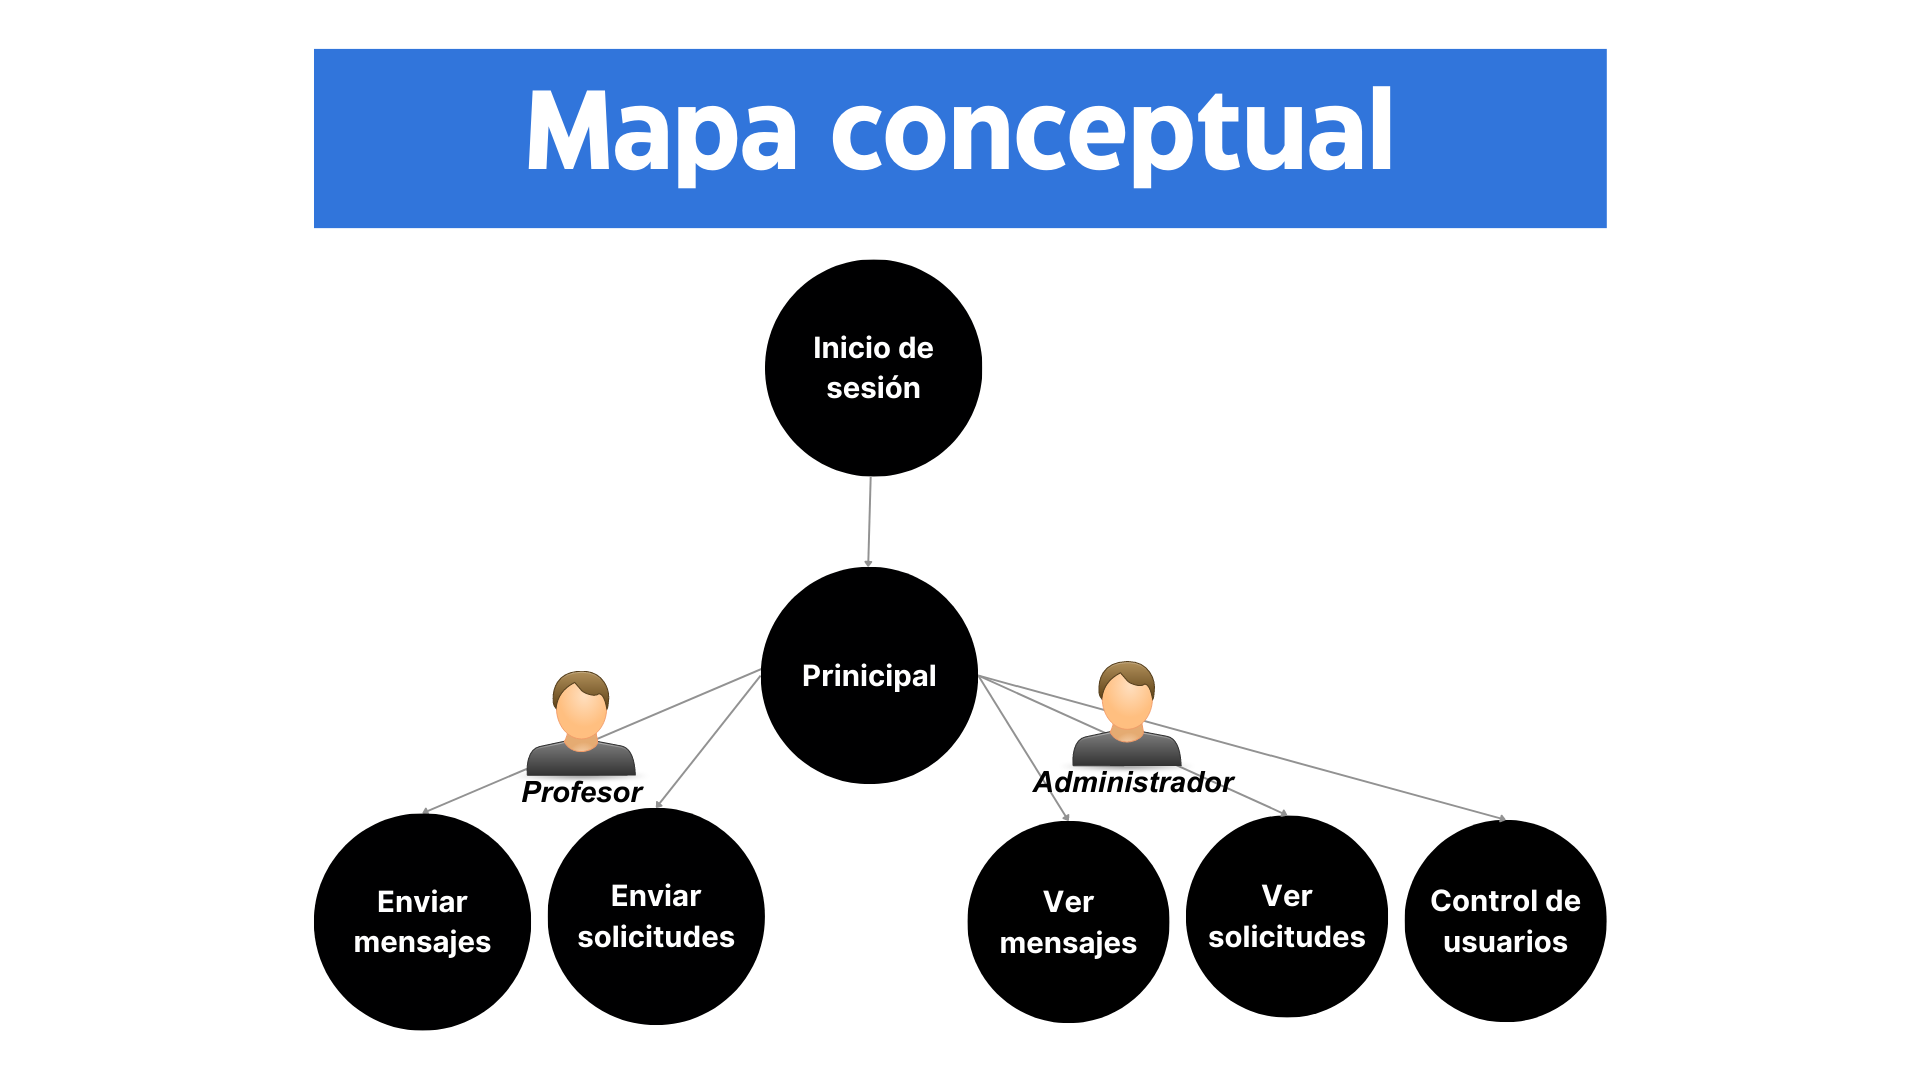 Mapa conceptual
Inicio de
sesión
Prinicipal
Profesor
Administrador
Enviar
mensajes
Enviar
solicitudes
Ver
mensajes
Ver
solicitudes
Control de
usuarios